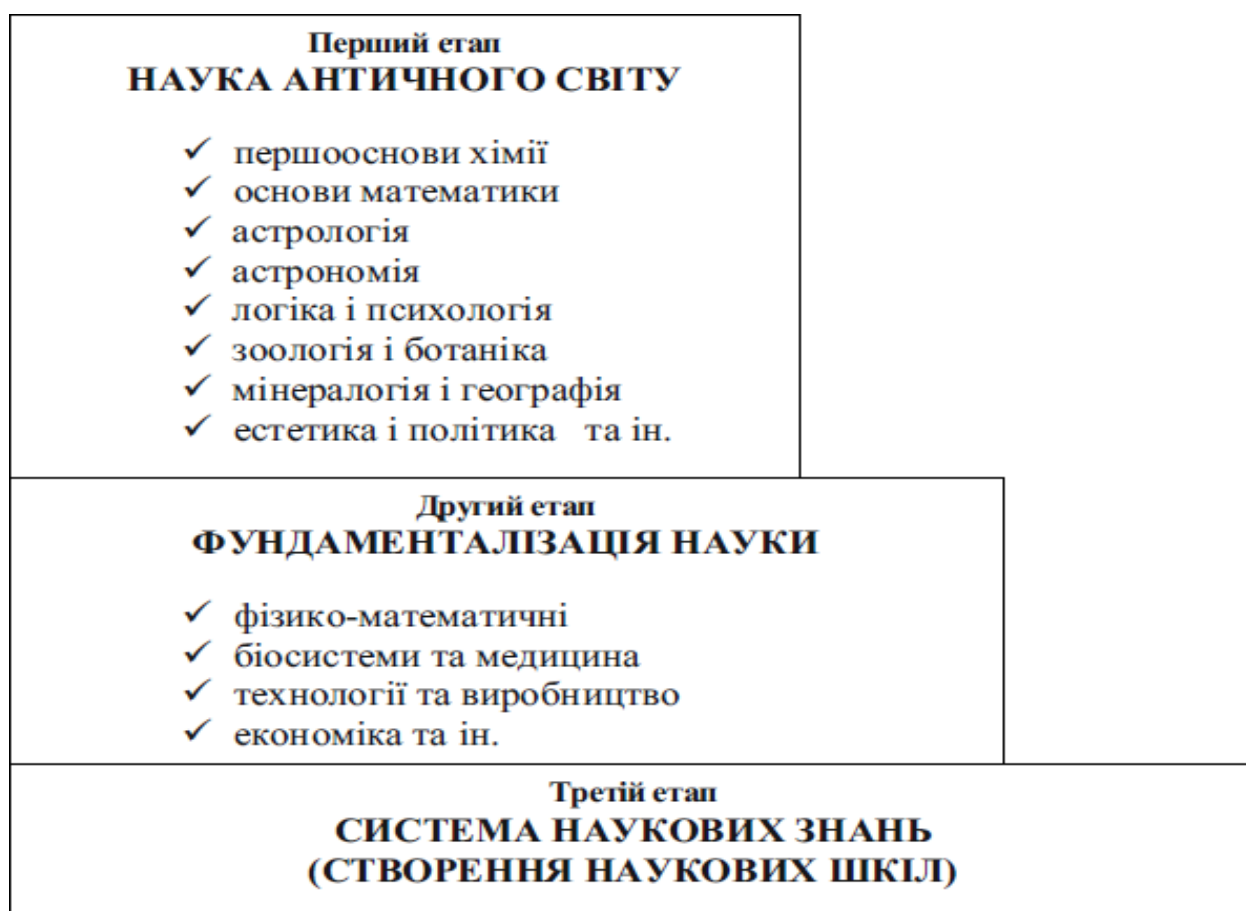 Перший етап
НАУКА АНТИЧНОГО СВІТУ
✓ першооснови хімії
✓ основи математики
✓ астрологія
✓ астрономія
✓ логіка і психологія
✓ зоологія і ботаніка
✓ мінералогія і географія
✓ естетика і політика та ін.
Другий етап
ФУНДАМЕНТАЛІЗАЦІЯ НАУКИ
✓ фізико-математичні
✓ біосистеми та медицина
✓ технології та виробництво
✓ економіка та ін.
Третій етап
СИСТЕМА НАУКОВИХ ЗНАНЬ
(СТВОРЕННЯ НАУКОВИХ ШКІЛ)